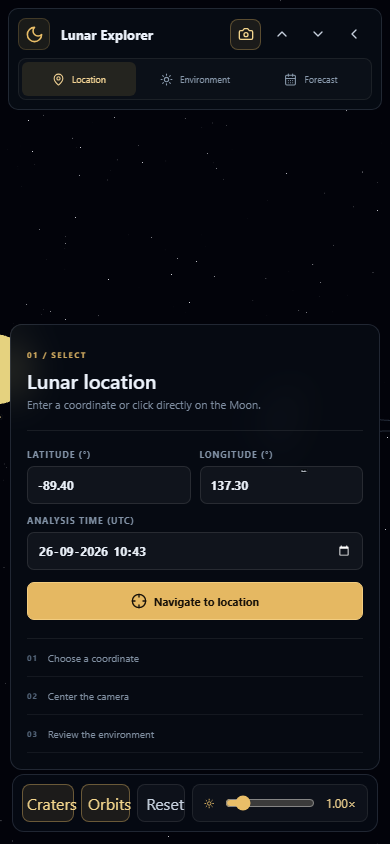 Lunar Explorer
Location Environment Forecast
01 / SELECT
Lunar location
Enter a coordinate or click directly on the Moon.
LATITUDE (°) LONGITUDE (°)
-89.40 137.30
ANALYSIS TIME (UTC)
26-09-2026 10:43
Navigate to location
01 Choose a coordinate
02 Center the camera
03 Review the environment
Craters Orbits Reset 1.00×